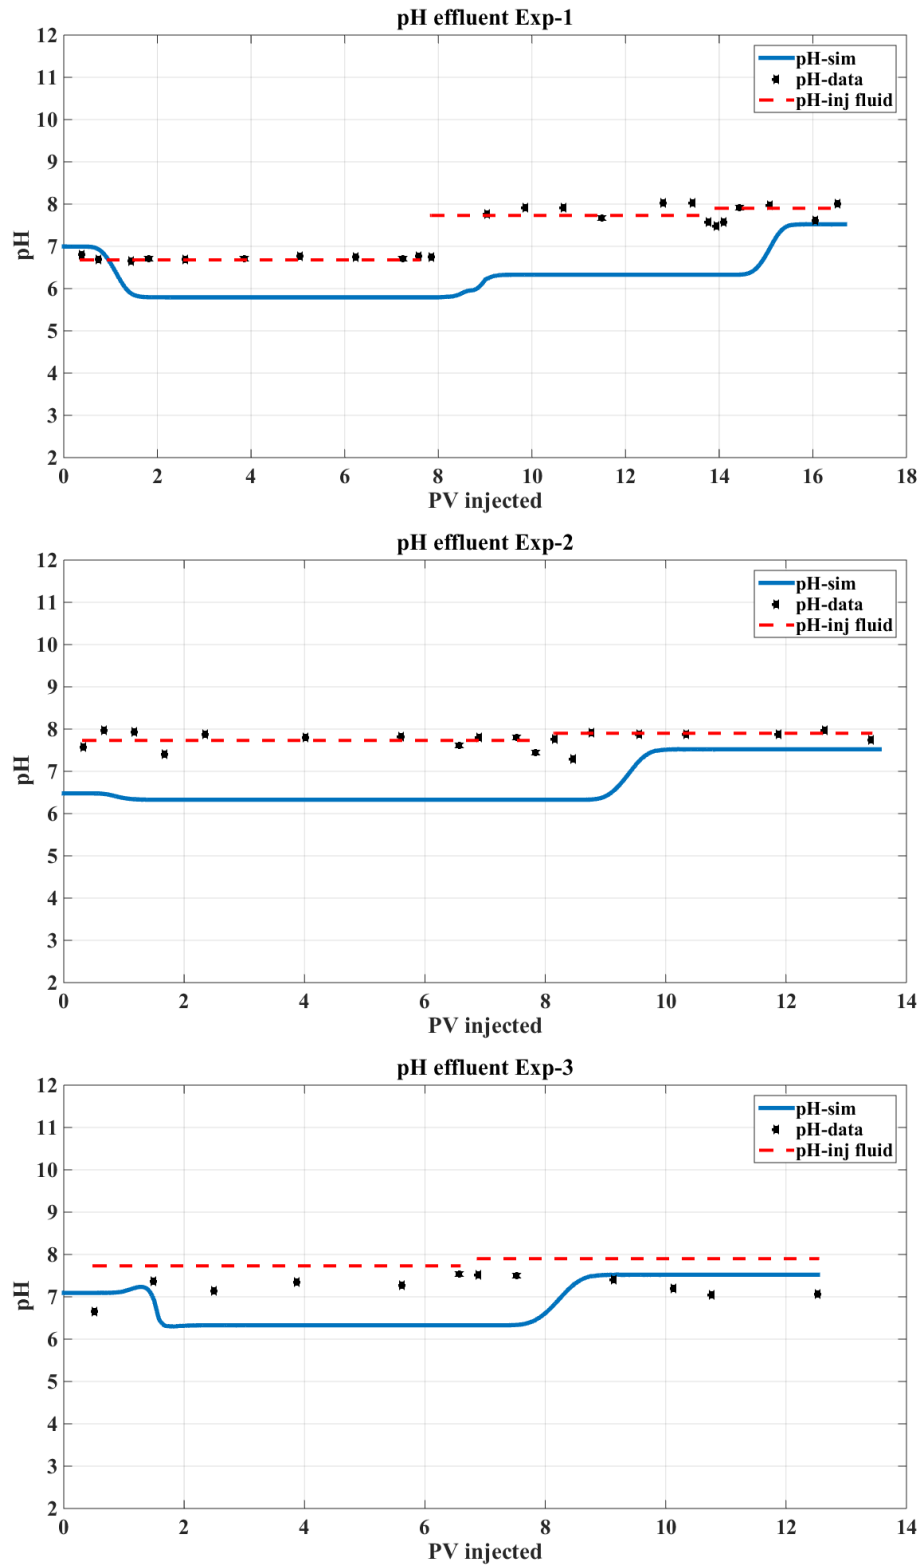 pH effluent Exp-1
12
11
10
9
8
7
6
5
4
3
2
pH
pH-sim
pH-data
pH-inj fluid
0 2 4 6 8 10 12 14 16 18
PV injected
pH effluent Exp-2
12
11
10
9
8
7
6
5
4
3
2
pH
pH-sim
pH-data
pH-inj fluid
0 2 4 6 8 10 12 14
PV injected
pH effluent Exp-3
12
11
10
9
8
7
6
5
4
3
2
pH
pH-sim
pH-data
pH-inj fluid
0 2 4 6 8 10 12 14
PV injected